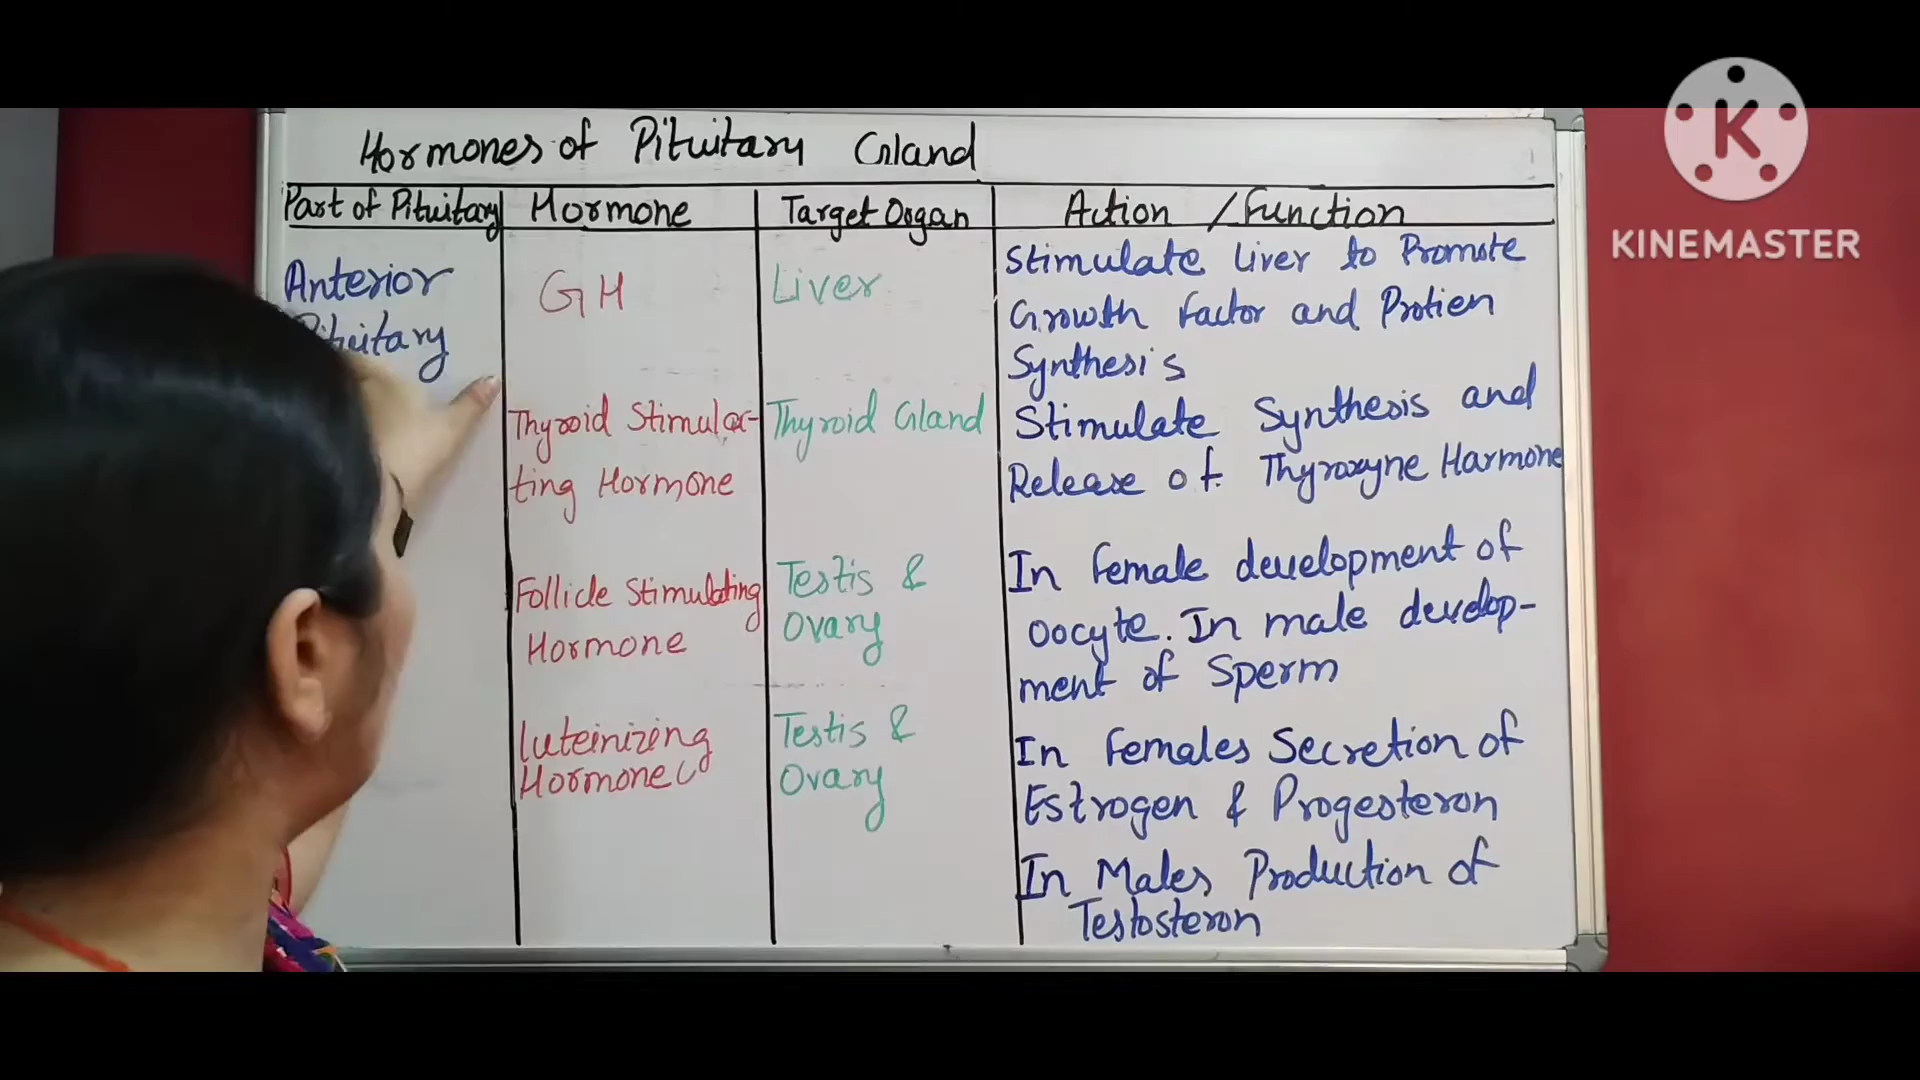 Hormones of Pituitary Gland
Part of Pituitary
Hormone
Target Organ
Action / Function
Anterior
Pituitary
GH
Liver
Stimulate Liver to Promote
Growth factor and Protien
Synthesis
Thyroid Stimula-
ting Hormone
Thyroid Gland
Stimulate Synthesis and
Release of Thyroxyne Harmone
Follicle Stimulating
Hormone
Testis &
Ovary
In female development of
oocyte. In male develop-
ment of Sperm
Luteinizing
Hormone
Testis &
Ovary
In females Secretion of
Estrogen & Progesteron
In Males Production of
Testosteron
K
KINEMASTER